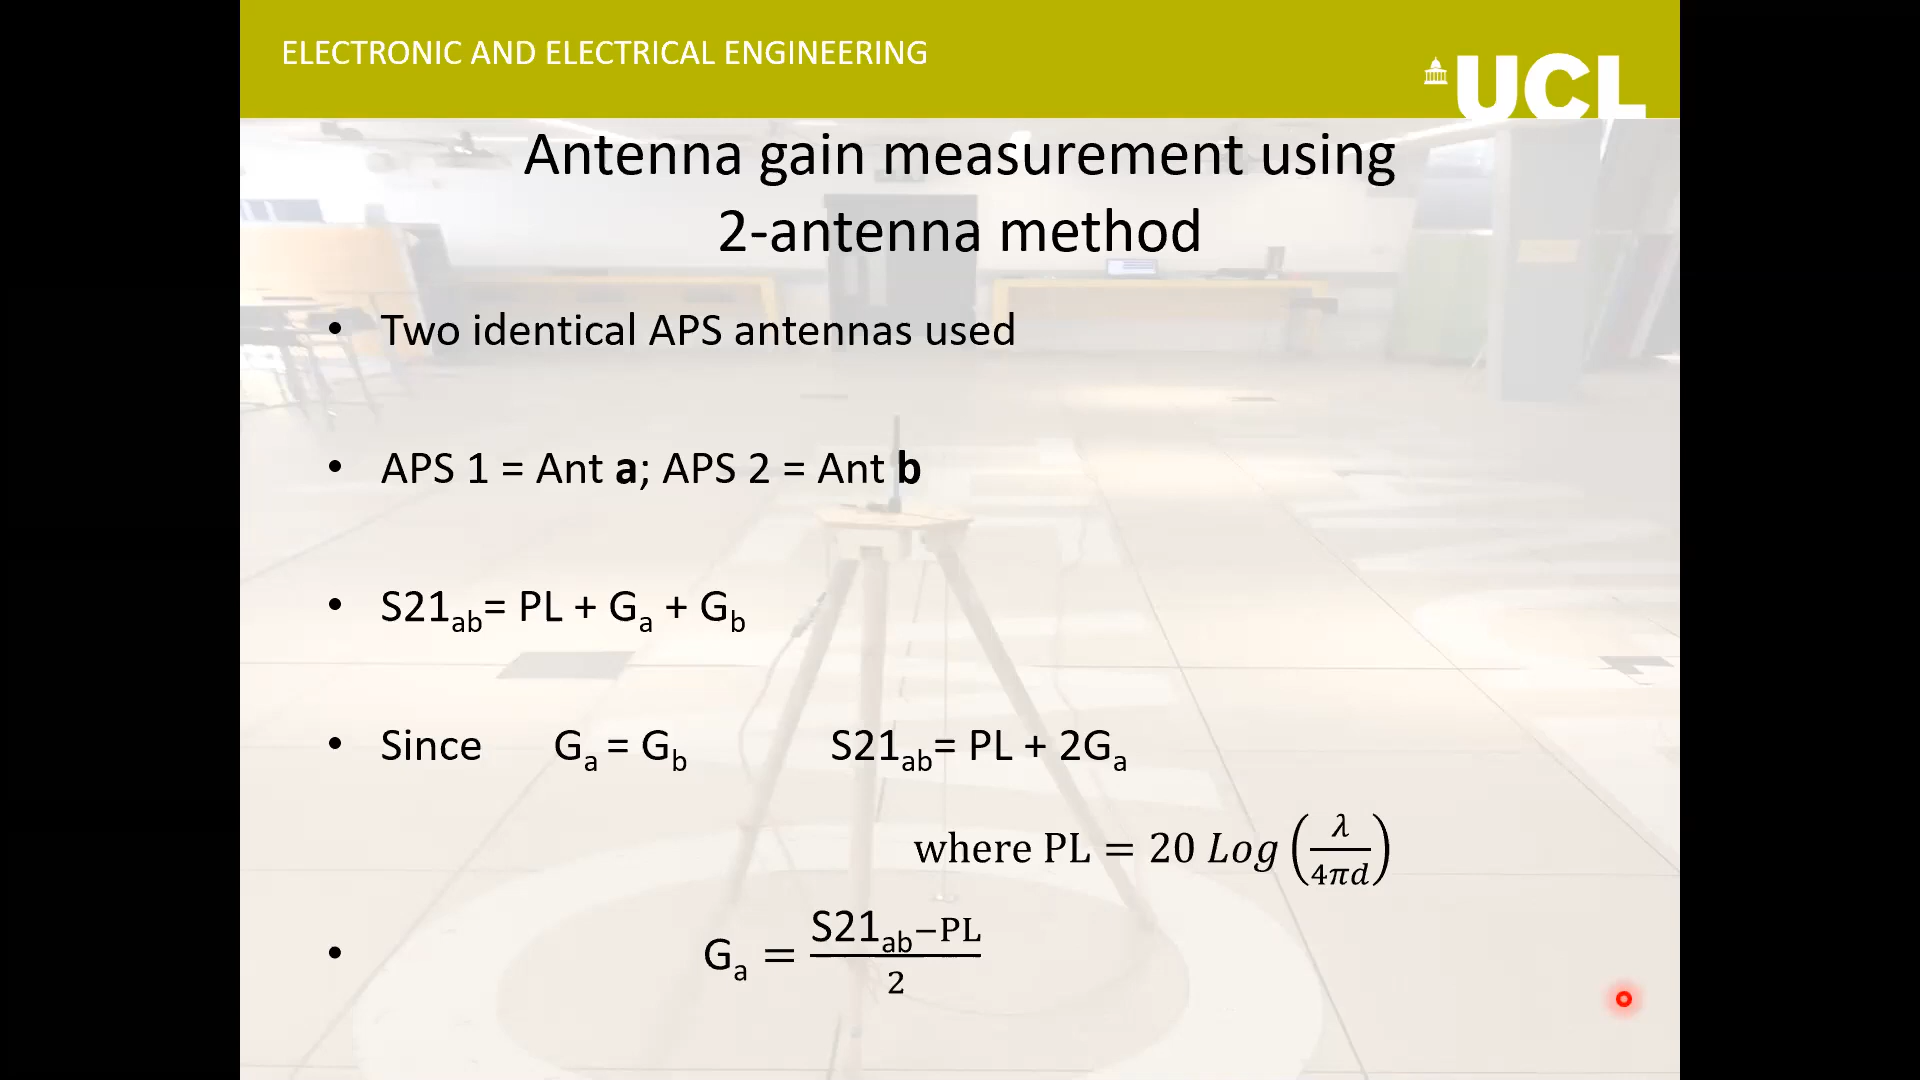 ELECTRONIC AND ELECTRICAL ENGINEERING
UCL
Antenna gain measurement using
2-antenna method
• Two identical APS antennas used
• APS 1 = Ant a; APS 2 = Ant b
• S21ab= PL + Ga + Gb
• Since Ga = Gb S21ab= PL + 2Ga
where PL = 20 Log (λ/4πd)
• Ga = S21ab−PL/2